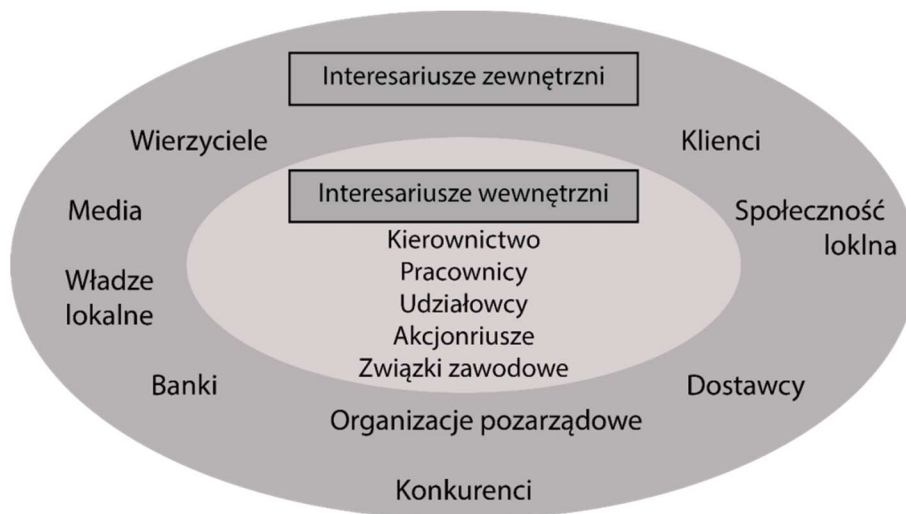 Interesariusze zewnętrzni
Wierzyciele
Klienci
Media
Interesariusze wewnętrzni
Społeczność
loklna
Kierownictwo
Pracownicy
Udziałowcy
Akcjonriusze
Związki zawodowe
Władze
lokalne
Banki
Dostawcy
Organizacje pozarządowe
Konkurenci